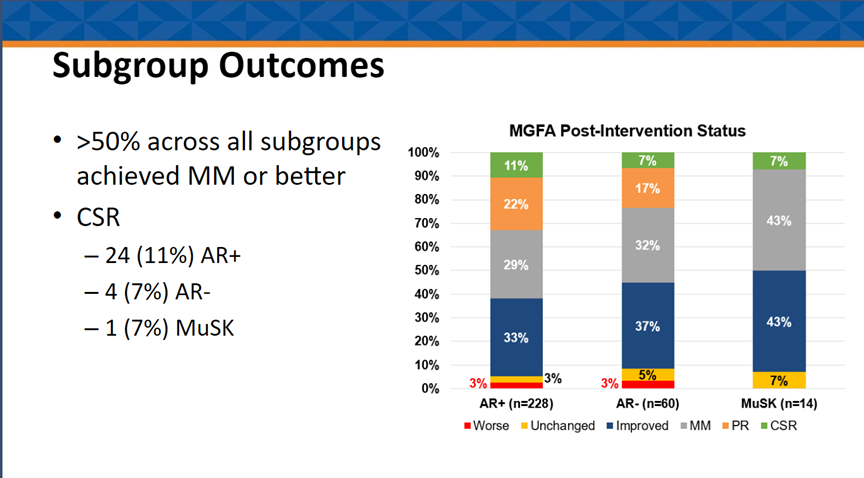 Subgroup Outcomes
• >50% across all subgroups
achieved MM or better
• CSR
– 24 (11%) AR+
– 4 (7%) AR-
– 1 (7%) MuSK
MGFA Post-Intervention Status
100%
90%
80%
70%
60%
50%
40%
30%
20%
10%
0%
11%
22%
29%
33%
3%
3%
7%
17%
32%
37%
5%
3%
7%
43%
43%
7%
AR+ (n=228) AR- (n=60) MuSK (n=14)
Worse Unchanged Improved MM PR CSR